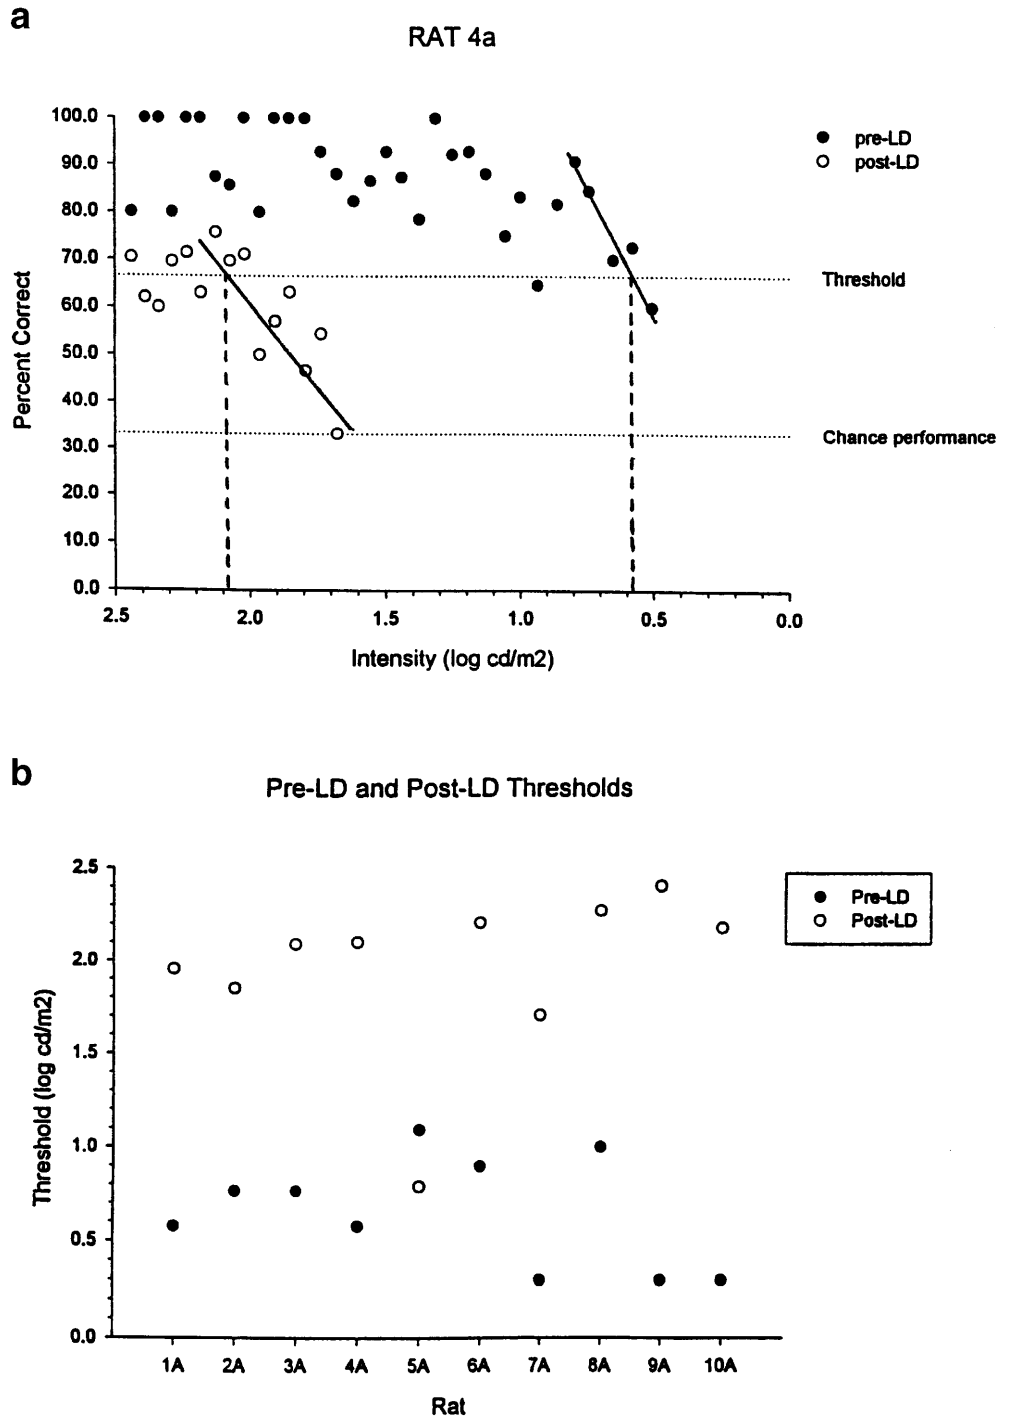 a
RAT 4a
100.0
90.0
80.0
70.0
60.0
50.0
40.0
30.0
20.0
10.0
0.0
Percent Correct
pre-LD
post-LD
Threshold
Chance performance
2.5 2.0 1.5 1.0 0.5 0.0
Intensity (log cd/m2)
b
Pre-LD and Post-LD Thresholds
2.5
2.0
1.5
1.0
0.5
0.0
Threshold (log cd/m2)
Pre-LD
Post-LD
1A 2A 3A 4A 5A 6A 7A 8A 9A 10A
Rat